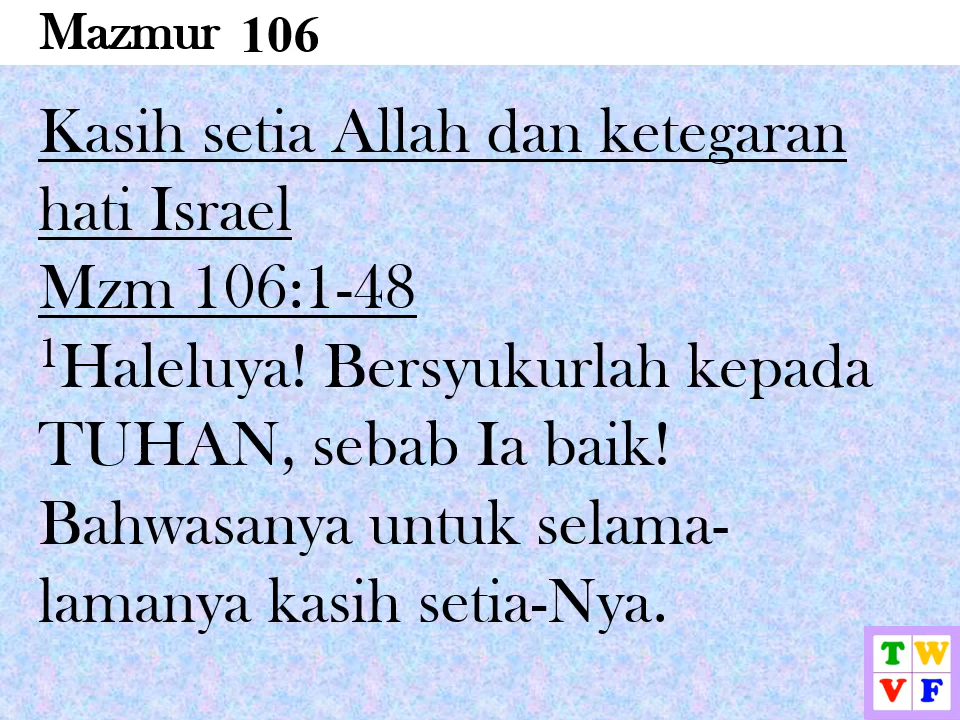 Mazmur 106
Kasih setia Allah dan ketegaran
hati Israel
Mzm 106:1-48
¹Haleluya! Bersyukurlah kepada
TUHAN, sebab Ia baik!
Bahwasanya untuk selama-
lamanya kasih setia-Nya.
T W
V F